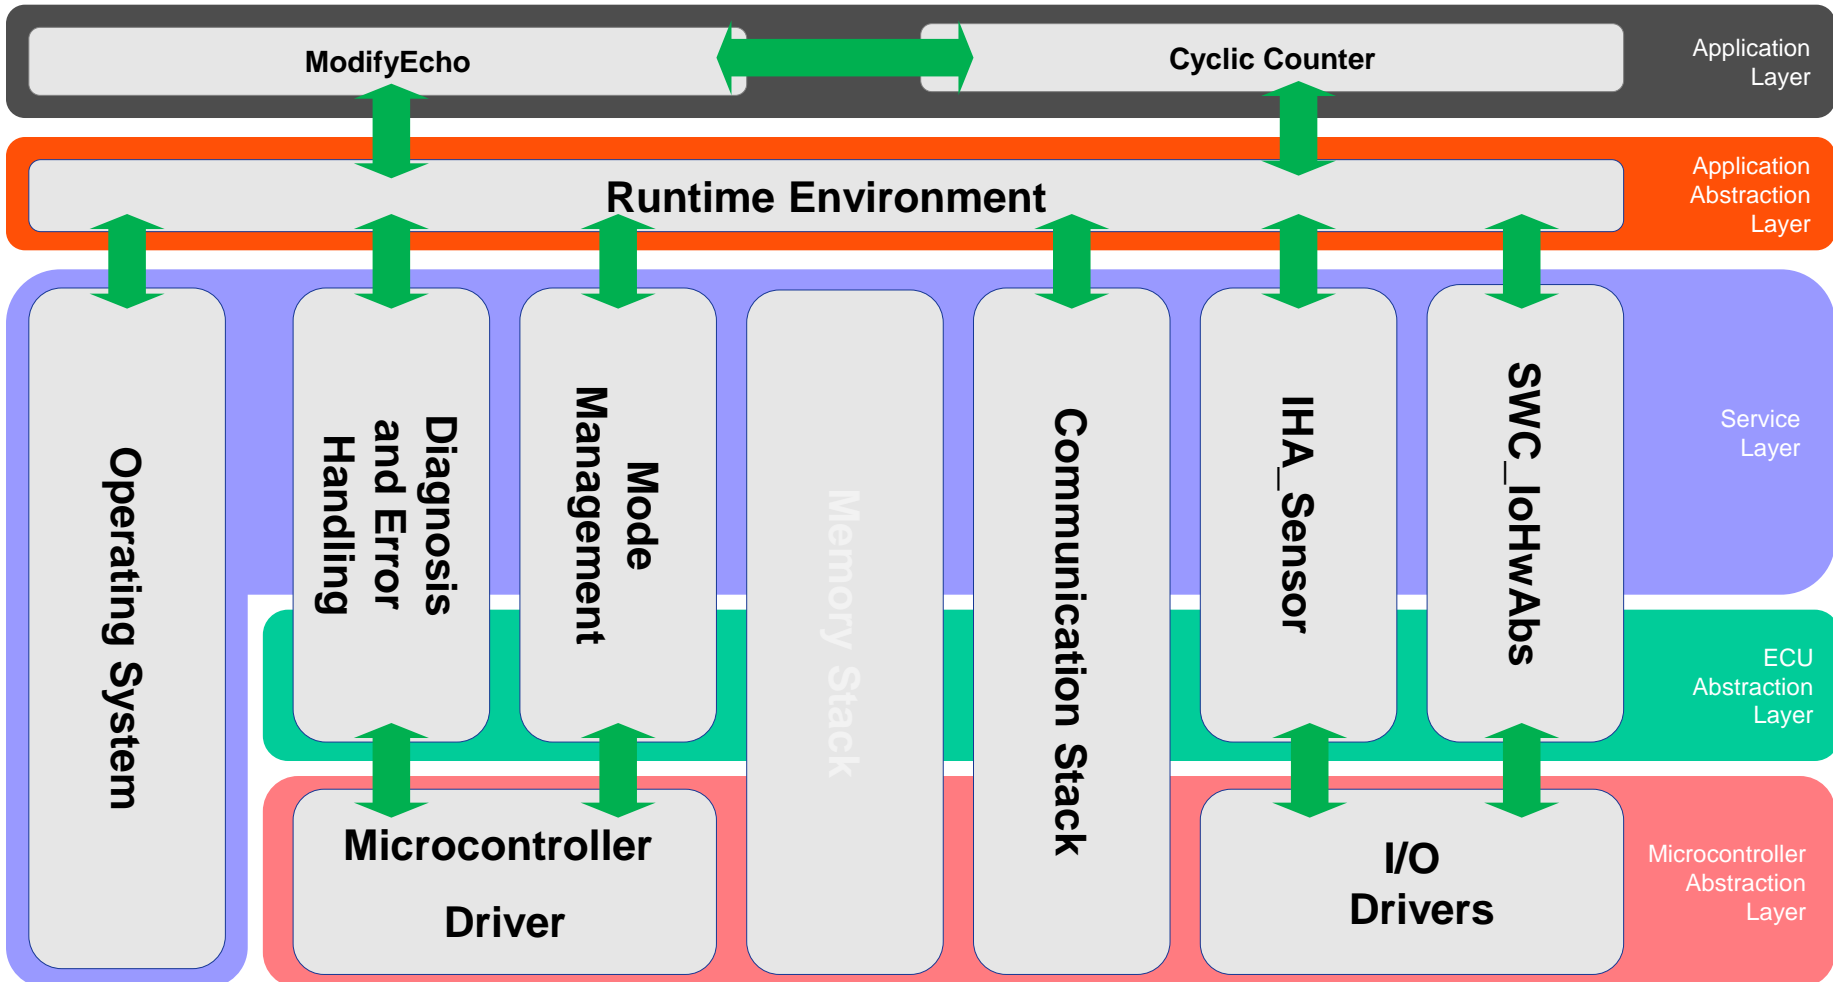 ModifyEcho
Cyclic Counter
Application
Layer
Runtime Environment
Application
Abstraction
Layer
Operating System
Diagnosis
and Error
Handling
Mode
Management
Memory Stack
Communication Stack
IHA_Sensor
SWC_IoHwAbs
Service
Layer
ECU
Abstraction
Layer
Microcontroller
Driver
I/O
Drivers
Microcontroller
Abstraction
Layer